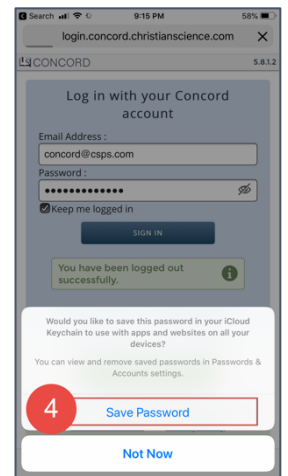 Search 9:15 PM 58%
login.concord.christianscience.com
CONCORD 5.8.1.2
Log in with your Concord
account
Email Address :
concord@csps.com
Password :
Keep me logged in
SIGN IN
You have been logged out
successfully.
Would you like to save this password in your iCloud
Keychain to use with apps and websites on all your
devices?
You can view and remove saved passwords in Passwords &
Accounts settings.
4 Save Password
Not Now